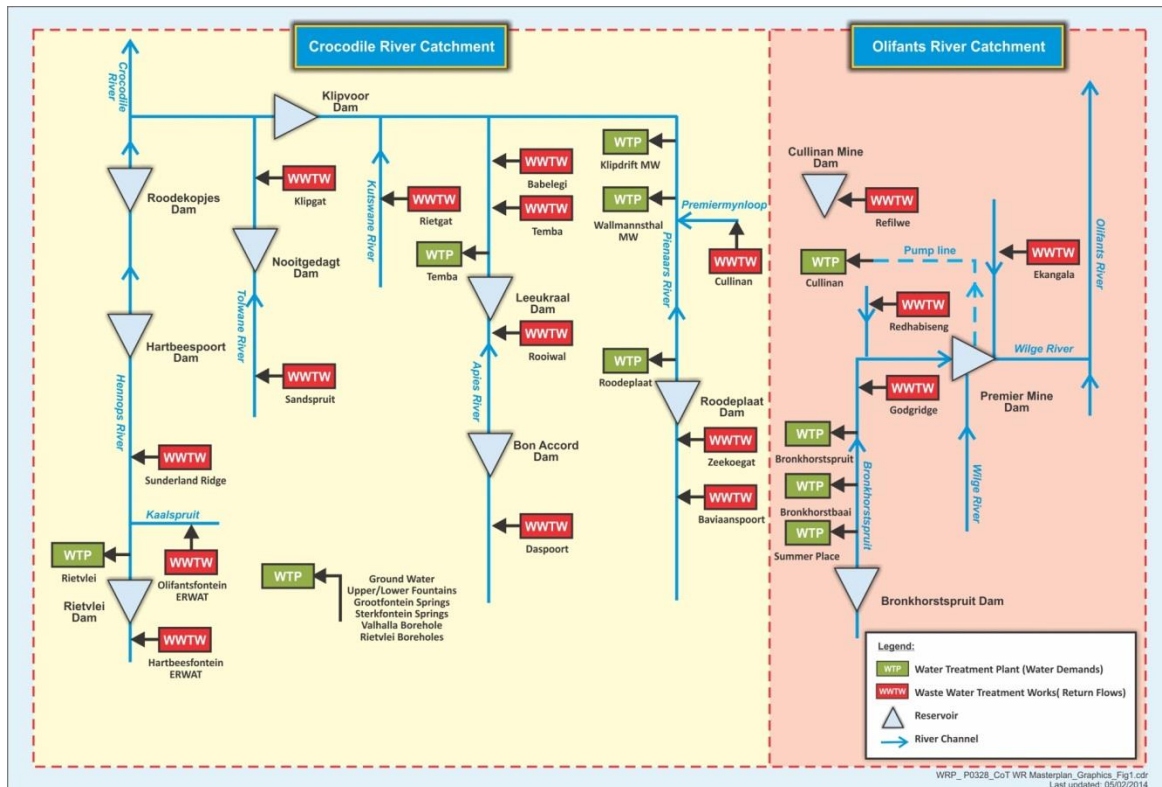 Crocodile River Catchment
Olifants River Catchment
Crocodile
River
Klipvoor
Dam
Roodekopjes
Dam
WWTW
Klipgat
Nooitgedagt
Dam
Tolwane River
WWTW
Sandspruit
Kutswane River
WWTW
Rietgat
WWTW
Babelegi
WWTW
Temba
WTP
Temba
Leeukraal
Dam
WWTW
Rooiwal
Apies River
Bon Accord
Dam
WWTW
Daspoort
WTP
Klipdrift MW
WTP
Wallmannsthal
MW
Premiermynloop
WWTW
Cullinan
Pienaars River
WTP
Roodeplaat
Roodeplaat
Dam
WWTW
Zeekoegat
WWTW
Baviaanspoort
Hartbeespoort
Dam
Hennops River
WWTW
Sunderland Ridge
Kaalspruit
WTP
Rietvlei
WWTW
Olifantsfontein
ERWAT
Rietvlei
Dam
WWTW
Hartbeesfontein
ERWAT
WTP
Ground Water
Upper/Lower Fountains
Grootfontein Springs
Sterkfontein Springs
Valhalla Borehole
Rietvlei Boreholes
Cullinan Mine
Dam
WWTW
Refilwe
Pump line
WTP
Cullinan
WWTW
Ekangala
WWTW
Redhabiseng
Olifants River
Wilge River
Premier Mine
Dam
WWTW
Godgridge
WTP
Bronkhorstspruit
WTP
Bronkhorstbaai
WTP
Summer Place
Bronkhorstspruit
Wilge River
Bronkhorstspruit Dam
Legend:
WTP
Water Treatment Plant (Water Demands)
WWTW
Waste Water Treatment Works( Return Flows)
Reservoir
River Channel
WRP_ P0328_CoT WR Masterplan_Graphics_Fig1.cdr
Last updated: 05/02/2014